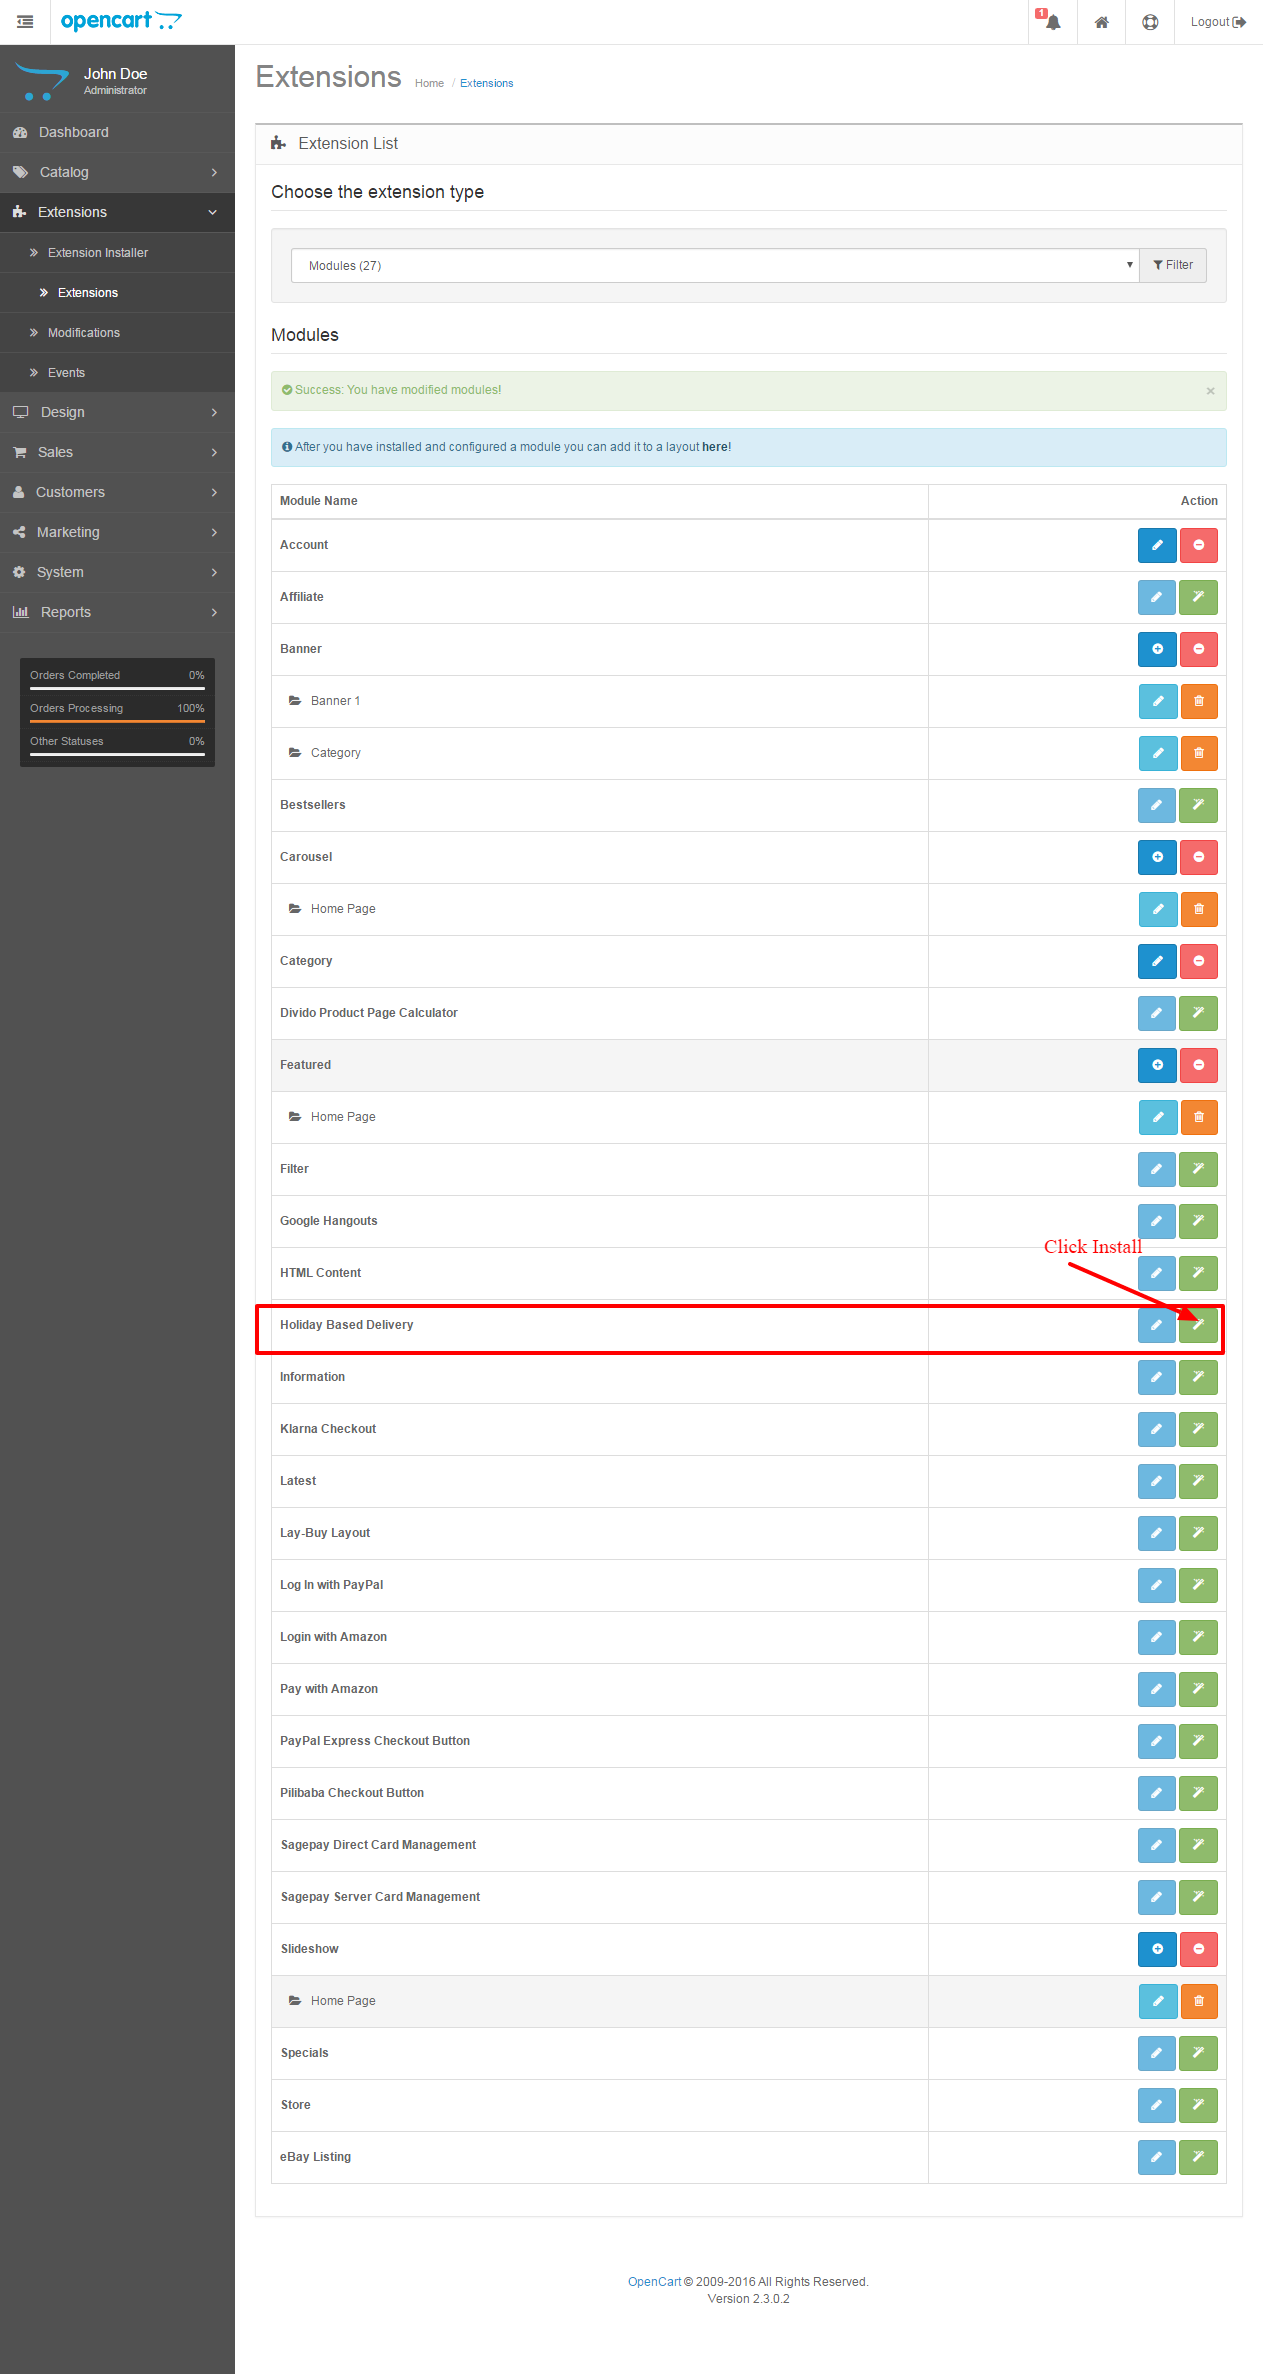 opencart
1
Logout
John Doe
Administrator
Dashboard
Catalog
Extensions
Extension Installer
Extensions
Modifications
Events
Design
Sales
Customers
Marketing
System
Reports
Orders Completed 0%
Orders Processing 100%
Other Statuses 0%
Extensions Home / Extensions
Extension List
Choose the extension type
Modules (27) Filter
Modules
Success: You have modified modules! ×
After you have installed and configured a module you can add it to a layout here!
Module Name Action
Account
Affiliate
Banner
Banner 1
Category
Bestsellers
Carousel
Home Page
Category
Divido Product Page Calculator
Featured
Home Page
Filter
Google Hangouts
Click Install
HTML Content
Holiday Based Delivery
Information
Klarna Checkout
Latest
Lay-Buy Layout
Log In with PayPal
Login with Amazon
Pay with Amazon
PayPal Express Checkout Button
Pilibaba Checkout Button
Sagepay Direct Card Management
Sagepay Server Card Management
Slideshow
Home Page
Specials
Store
eBay Listing
OpenCart © 2009-2016 All Rights Reserved.
Version 2.3.0.2